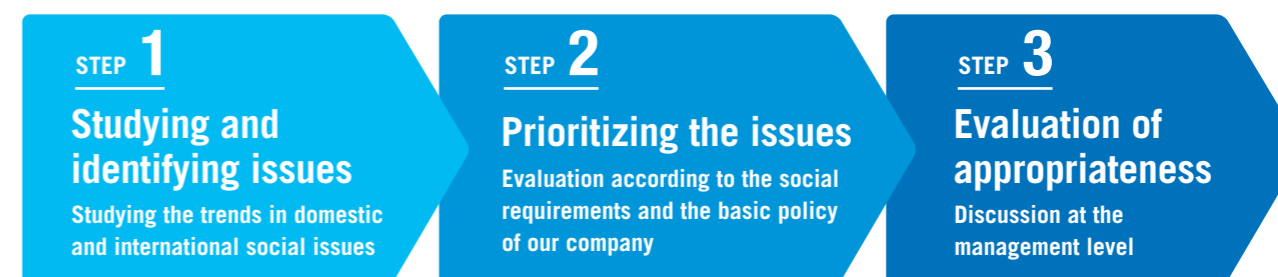 STEP 1
Studying and
identifying issues
Studying the trends in domestic
and international social issues
STEP 2
Prioritizing the issues
Evaluation according to the social
requirements and the basic policy
of our company
STEP 3
Evaluation of
appropriateness
Discussion at the
management level